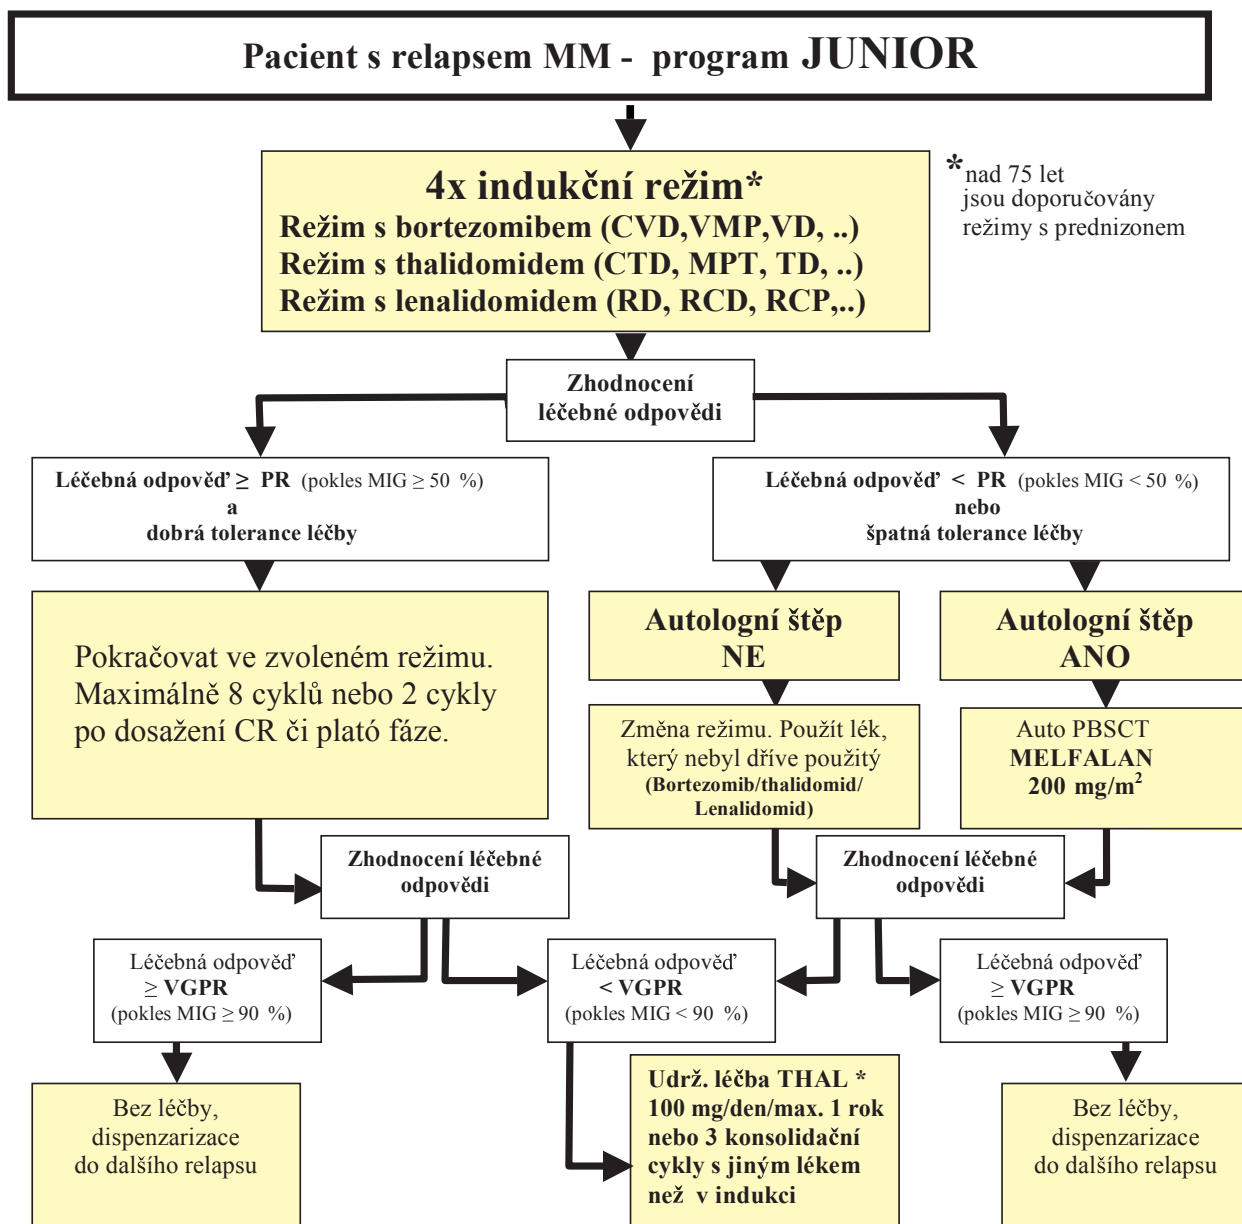 Pacient s relapsem MM - program JUNIOR
4x indukční režim*
Režim s bortezomibem (CVD,VMP,VD, ..)
Režim s thalidomidem (CTD, MPT, TD, ..)
Režim s lenalidomidem (RD, RCD, RCP,..)
*nad 75 let
jsou doporučovány
režimy s prednizonem
Zhodnocení
léčebné odpovědi
Léčebná odpověď ≥ PR (pokles MIG ≥ 50 %)
a
dobrá tolerance léčby
Léčebná odpověď < PR (pokles MIG < 50 %)
nebo
špatná tolerance léčby
Pokračovat ve zvoleném režimu.
Maximálně 8 cyklů nebo 2 cykly
po dosažení CR či plató fáze.
Autologní štěp
NE
Autologní štěp
ANO
Změna režimu. Použít lék,
který nebyl dříve použitý
(Bortezomib/thalidomid/
Lenalidomid)
Auto PBSCT
MELFALAN
200 mg/m²
Zhodnocení léčebné
odpovědi
Zhodnocení léčebné
odpovědi
Léčebná odpověď
≥ VGPR
(pokles MIG ≥ 90 %)
Léčebná odpověď
< VGPR
(pokles MIG < 90 %)
Léčebná odpověď
≥ VGPR
(pokles MIG ≥ 90 %)
Bez léčby,
dispenzarizace
do dalšího relapsu
Udrž. léčba THAL *
100 mg/den/max. 1 rok
nebo 3 konsolidační
cykly s jiným lékem
než v indukci
Bez léčby,
dispenzarizace
do dalšího relapsu